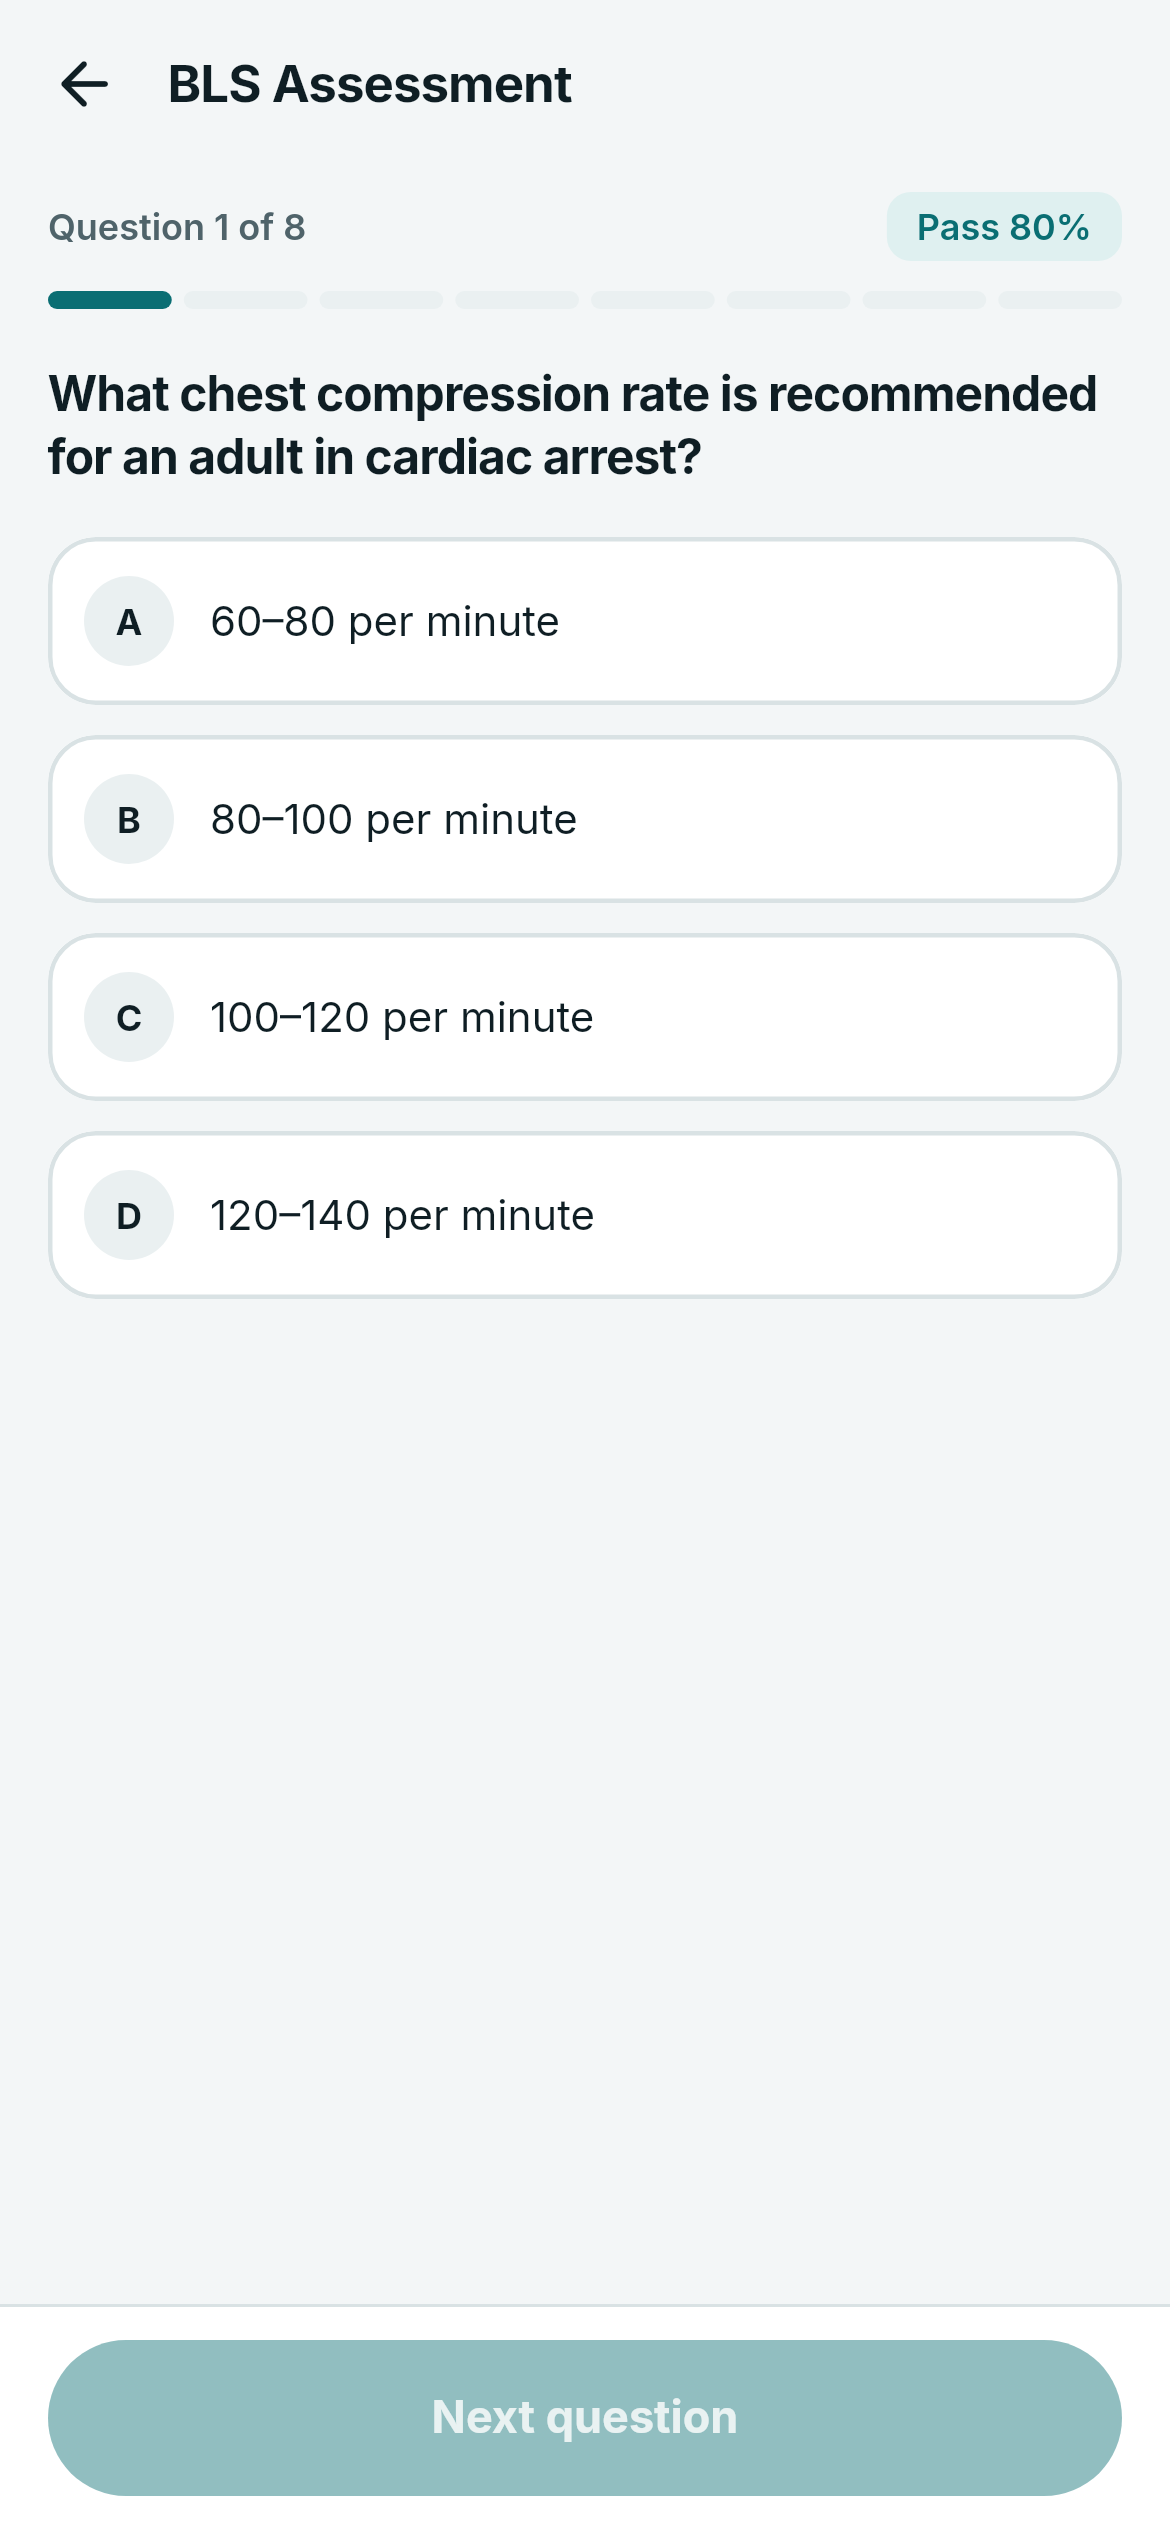 BLS Assessment
Question 1 of 8
Pass 80%
What chest compression rate is recommended
for an adult in cardiac arrest?
A
60–80 per minute
B
80–100 per minute
C
100–120 per minute
D
120–140 per minute
Next question